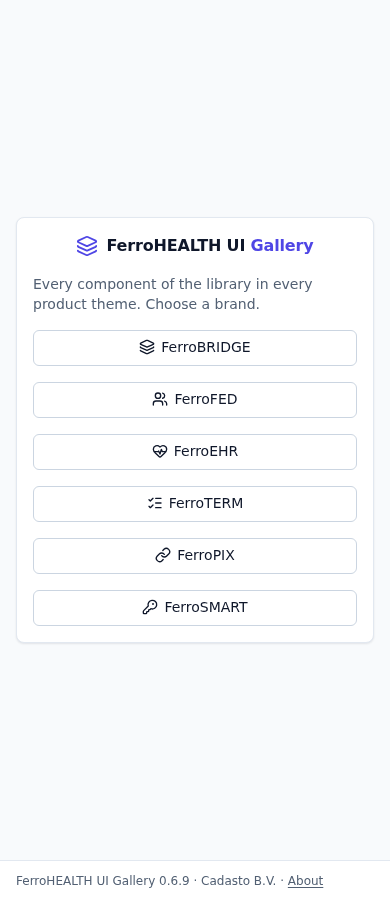 FerroHEALTH UI Gallery
Every component of the library in every
product theme. Choose a brand.
FerroBRIDGE
FerroFED
FerroEHR
FerroTERM
FerroPIX
FerroSMART
FerroHEALTH UI Gallery 0.6.9 · Cadasto B.V. · About